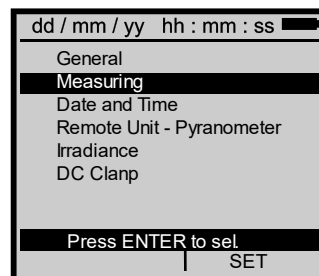 dd / mm / yy hh : mm : ss
General
Measuring
Date and Time
Remote Unit - Pyranometer
Irradiance
DC Clanp
Press ENTER to sel.
SET